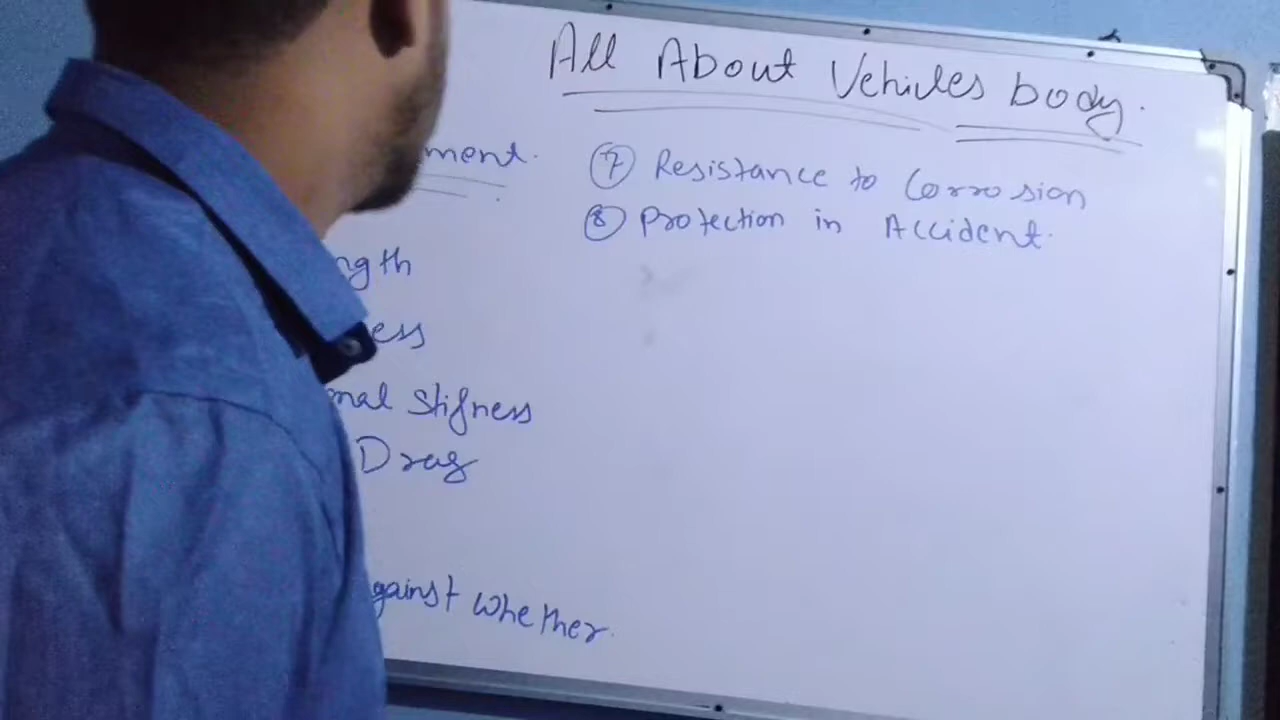 All About Vehicles body.
ment.
ngth
ess
nal Stifness
Drag
gainst whether.
⑦ Resistance to Corrosion
⑧ Protection in Accident.